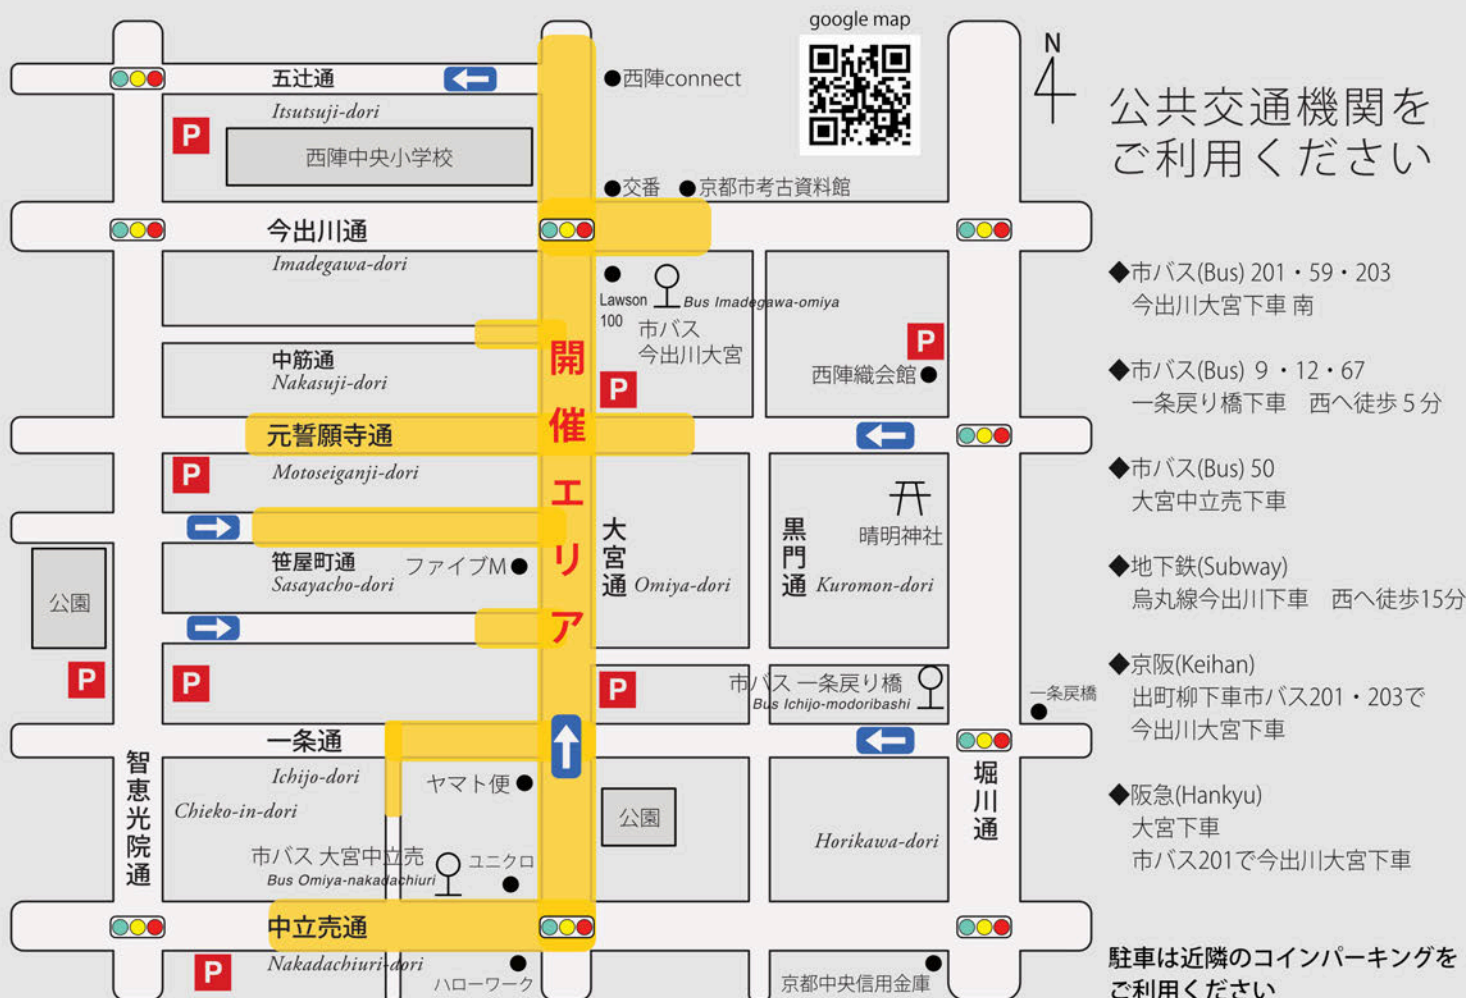 google map
N
五辻通
Itsutsuji-dori
P
西陣中央小学校
西陣connect
交番
京都市考古資料館
今出川通
Imadegawa-dori
Lawson
100
Bus Imadegawa-omiya
市バス
今出川大宮
P
中筋通
Nakasuji-dori
P
西陣織会館
元誓願寺通
Motoseiganji-dori
P
開催エリア
笹屋町通
Sasayacho-dori
ファイブM
大宮通
Omiya-dori
黒門通
Kuromon-dori
晴明神社
公園
P
P
P
市バス 一条戻り橋
Bus Ichijo-modoribashi
一条戻橋
一条通
Ichijo-dori
智恵光院通
Chieko-in-dori
ヤマト便
公園
堀川通
Horikawa-dori
市バス 大宮中立売
Bus Omiya-nakadachiuri
ユニクロ
中立売通
Nakadachiuri-dori
P
ハローワーク
京都中央信用金庫
公共交通機関を
ご利用ください
◆市バス(Bus) 201・59・203
今出川大宮下車 南
◆市バス(Bus) 9・12・67
一条戻り橋下車 西へ徒歩5分
◆市バス(Bus) 50
大宮中立売下車
◆地下鉄(Subway)
烏丸線今出川下車 西へ徒歩15分
◆京阪(Keihan)
出町柳下車市バス201・203で
今出川大宮下車
◆阪急(Hankyu)
大宮下車
市バス201で今出川大宮下車
駐車は近隣のコインパーキングを
ご利用ください